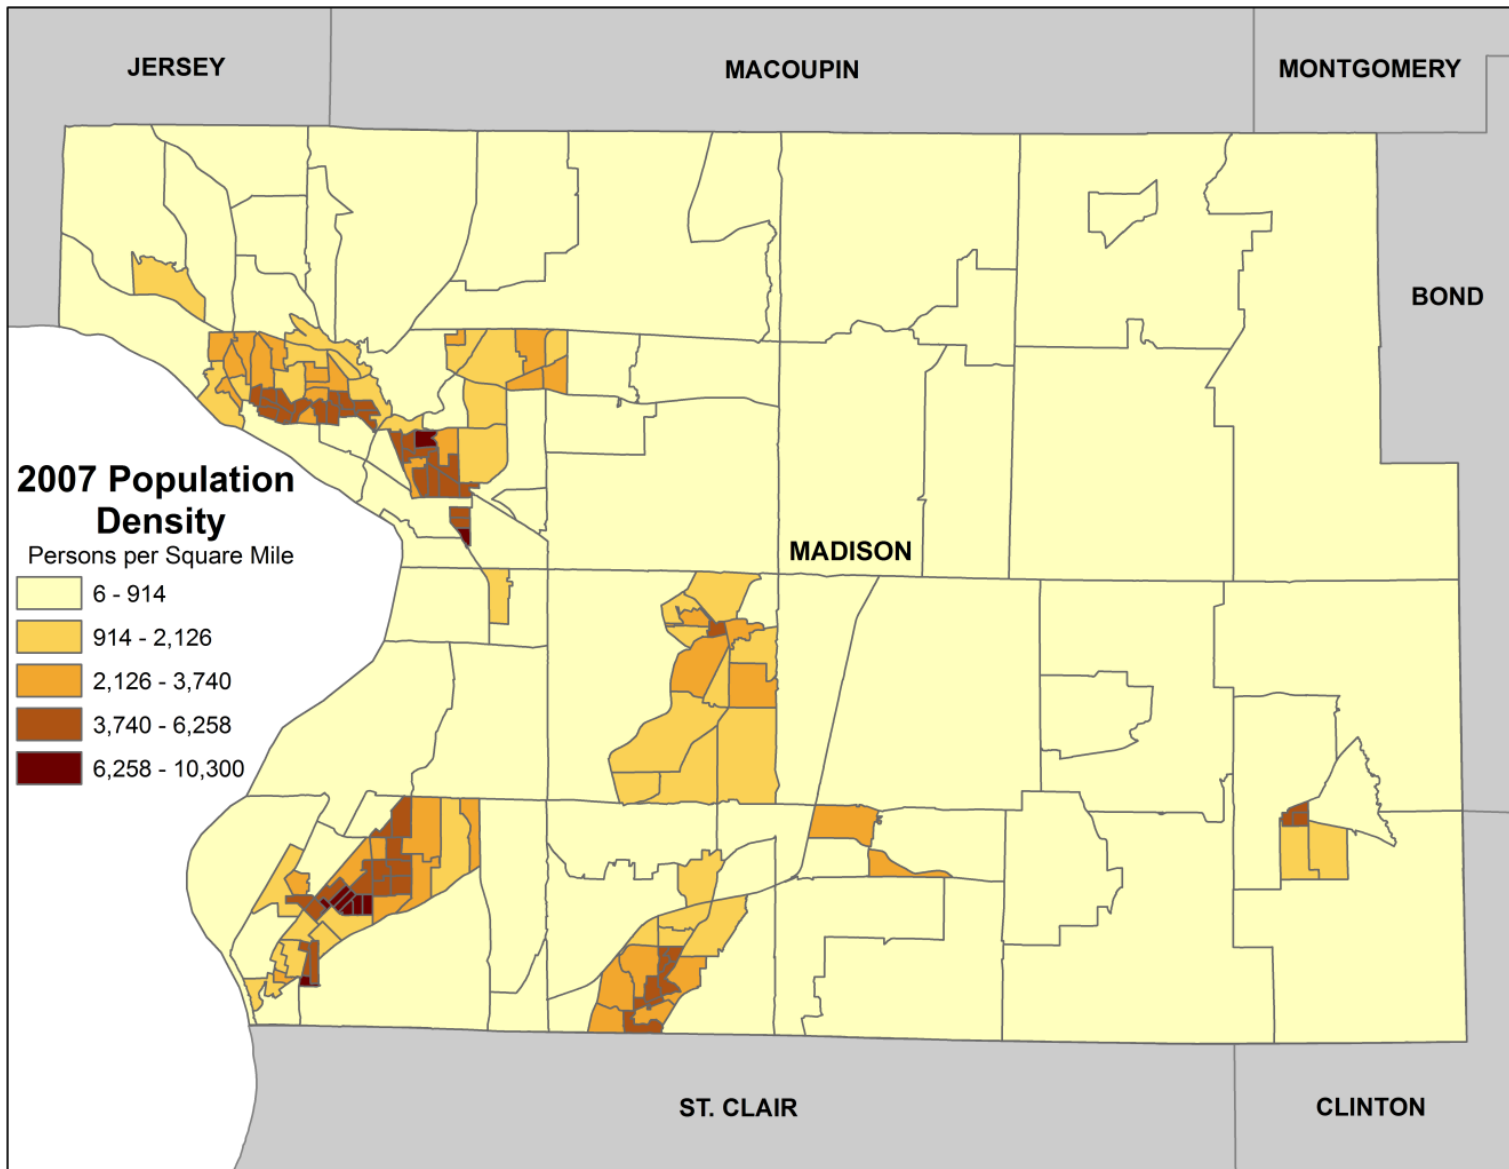 JERSEY
MACOUPIN
MONTGOMERY
BOND
2007 Population
Density
Persons per Square Mile
6 - 914
914 - 2,126
2,126 - 3,740
3,740 - 6,258
6,258 - 10,300
MADISON
ST. CLAIR
CLINTON